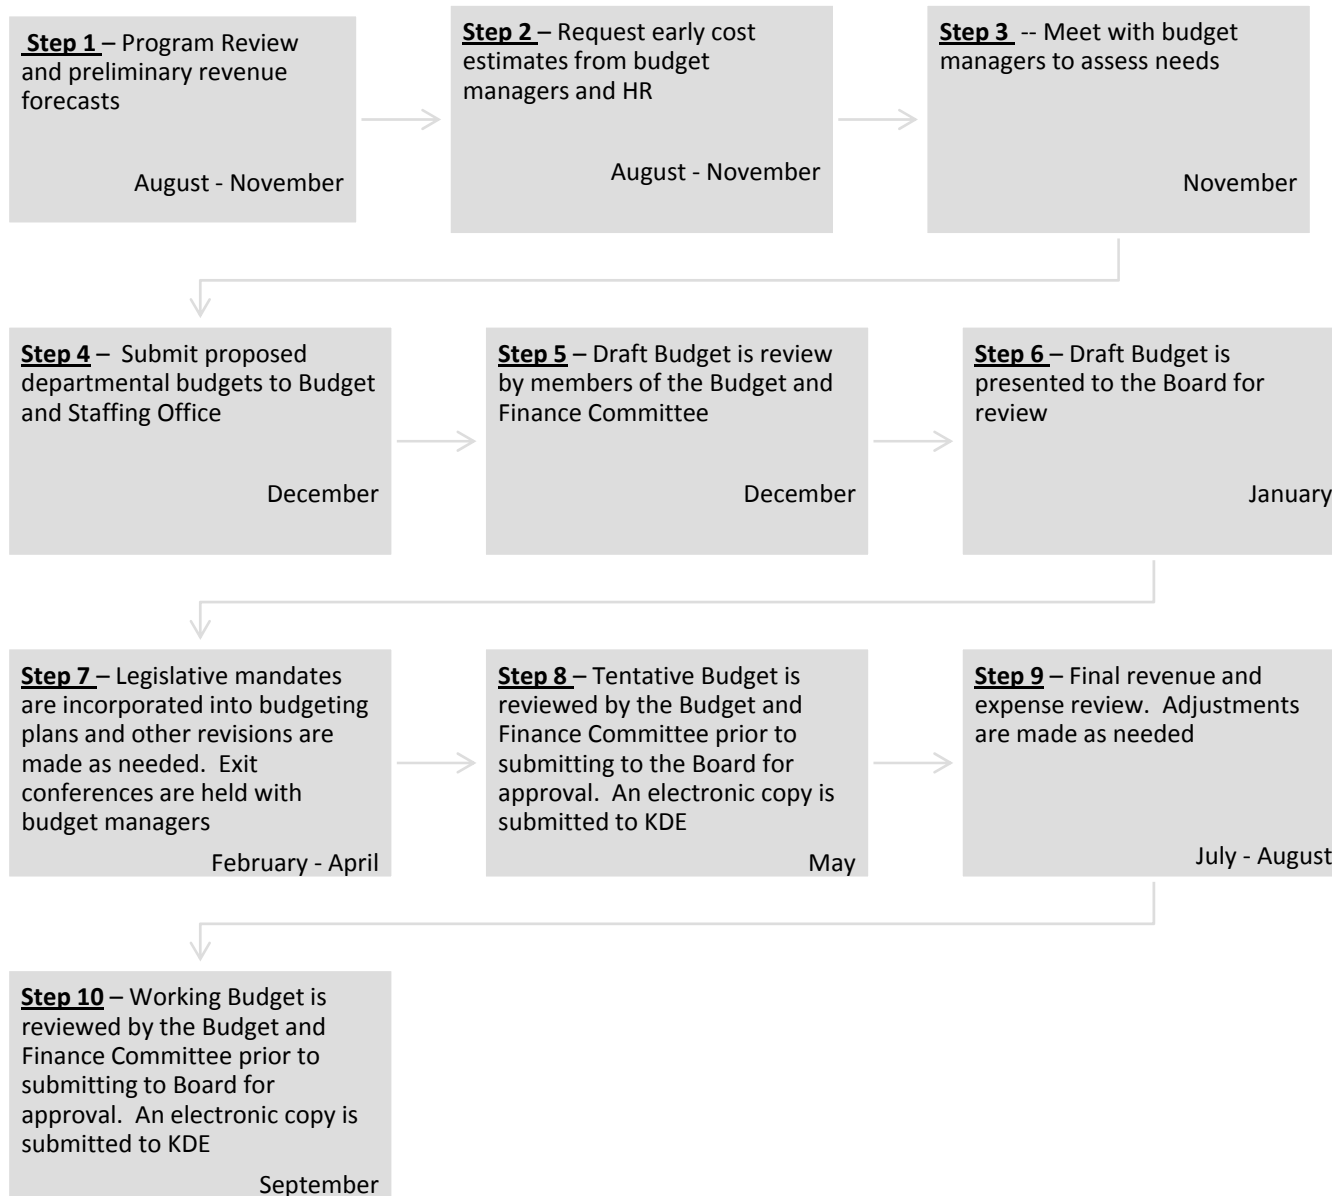 Step 1 – Program Review
and preliminary revenue
forecasts
August - November
Step 2 – Request early cost
estimates from budget
managers and HR
August - November
Step 3 -- Meet with budget
managers to assess needs
November
Step 4 – Submit proposed
departmental budgets to Budget
and Staffing Office
December
Step 5 – Draft Budget is review
by members of the Budget and
Finance Committee
December
Step 6 – Draft Budget is
presented to the Board for
review
January
Step 7 – Legislative mandates
are incorporated into budgeting
plans and other revisions are
made as needed. Exit
conferences are held with
budget managers
February - April
Step 8 – Tentative Budget is
reviewed by the Budget and
Finance Committee prior to
submitting to the Board for
approval. An electronic copy is
submitted to KDE
May
Step 9 – Final revenue and
expense review. Adjustments
are made as needed
July - August
Step 10 – Working Budget is
reviewed by the Budget and
Finance Committee prior to
submitting to Board for
approval. An electronic copy is
submitted to KDE
September